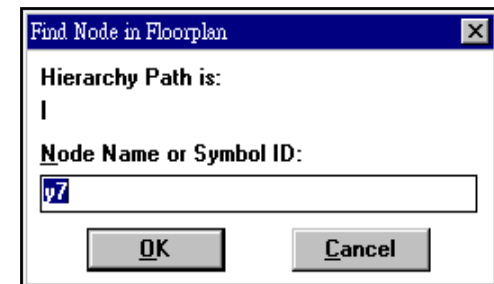 Find Node in Floorplan
Hierarchy Path is:
|
Node Name or Symbol ID:
y7
OK
Cancel